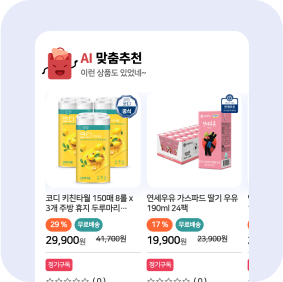 AI 맞춤추천
이런 상품도 있었네~
코디 키친타월 150매 8롤 x
3개 주방 휴지 두루마리…
29 % 무료배송
29,900원 41,700원
정기구독
☆☆☆☆☆ ( 0 )
연세우유 가스파드 딸기 우유
190ml 24팩
17 % 무료배송
19,900원 23,900원
정기구독
☆☆☆☆☆ ( 0 )